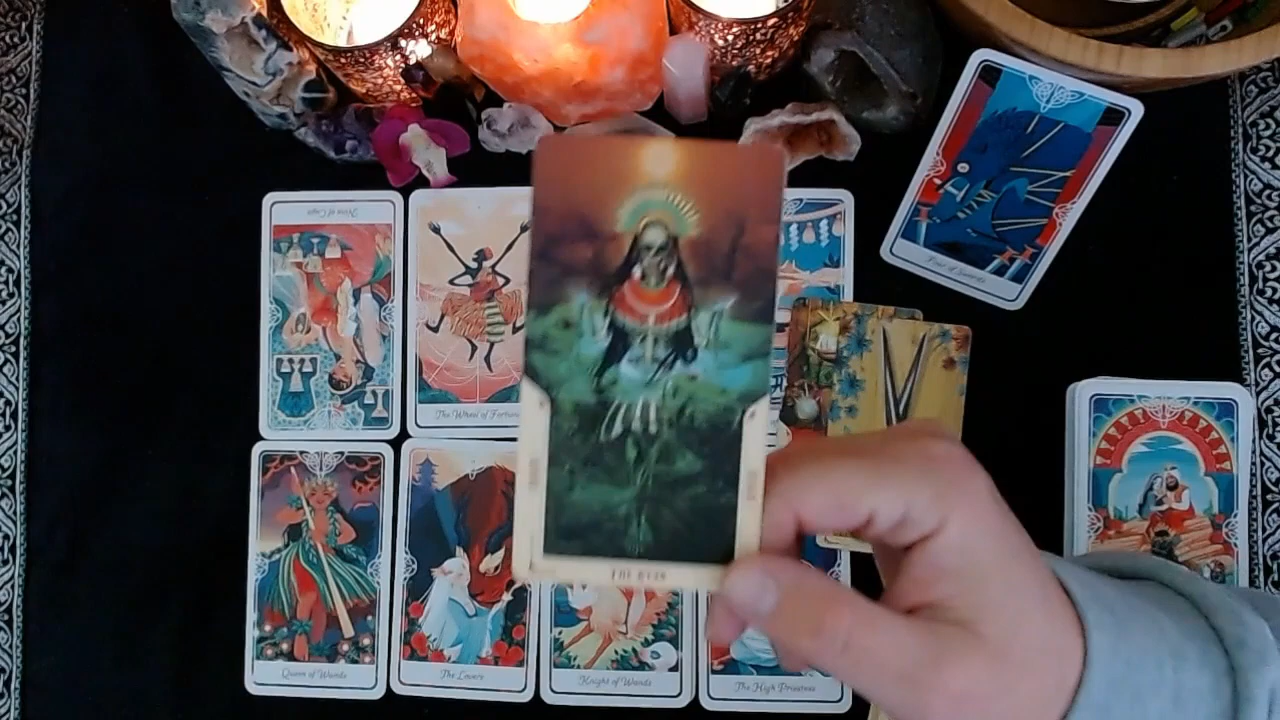 Nine of Cups
The Wheel of Fortune
Four of Swords
Queen of Wands
The Lovers
Knight of Wands
The High Priestess